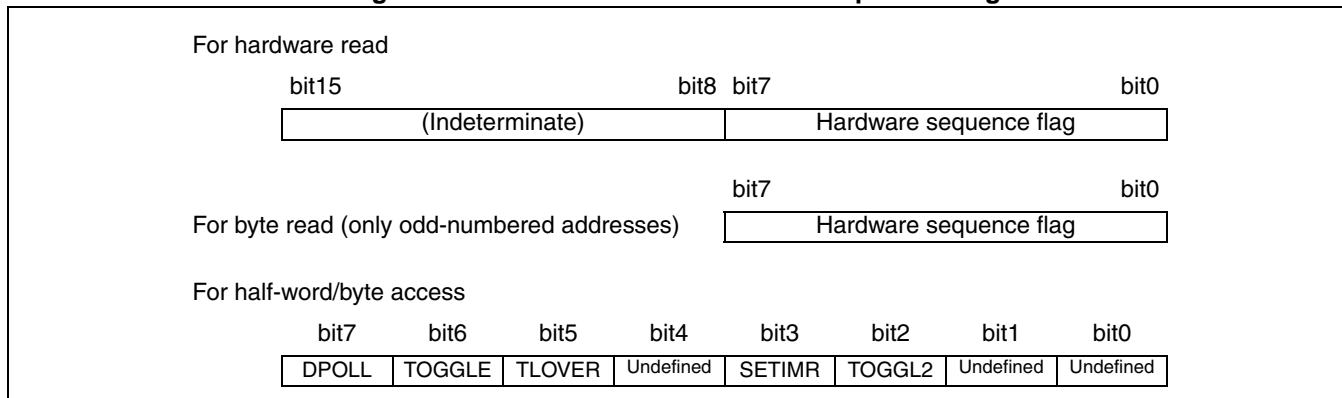 For hardware read
bit15 bit8 bit7 bit0
(Indeterminate) Hardware sequence flag
bit7 bit0
For byte read (only odd-numbered addresses) Hardware sequence flag
For half-word/byte access
bit7 bit6 bit5 bit4 bit3 bit2 bit1 bit0
DPOLL TOGGLE TLOVER Undefined SETIMR TOGGL2 Undefined Undefined